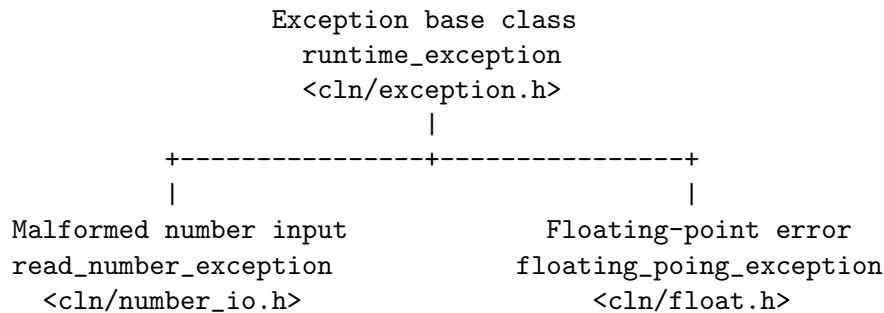 Exception base class
runtime_exception
<cln/exception.h>
|
+----------------+----------------+
| |
Malformed number input Floating-point error
read_number_exception floating_poing_exception
<cln/number_io.h> <cln/float.h>